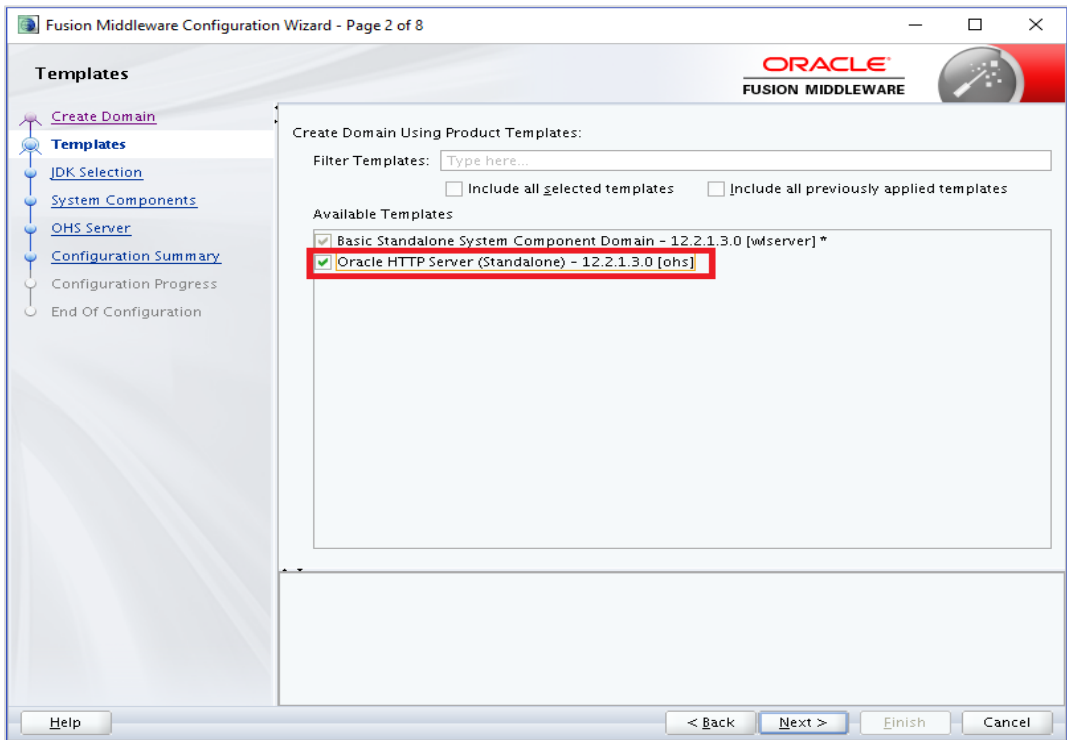 Fusion Middleware Configuration Wizard - Page 2 of 8
Templates
ORACLE
FUSION MIDDLEWARE
Create Domain
Templates
JDK Selection
System Components
OHS Server
Configuration Summary
Configuration Progress
End Of Configuration
Create Domain Using Product Templates:
Filter Templates: Type here...
Include all selected templates Include all previously applied templates
Available Templates
Basic Standalone System Component Domain - 12.2.1.3.0 [wlserver] *
Oracle HTTP Server (Standalone) - 12.2.1.3.0 [ohs]
Help < Back Next > Finish Cancel